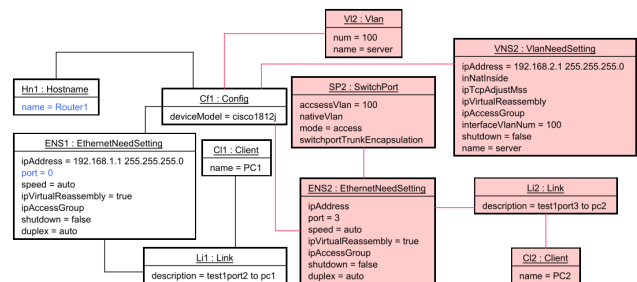 Vl2 : Vlan
num = 100
name = server
VNS2 : VlanNeedSetting
ipAddress = 192.168.2.1 255.255.255.0
inNatInside
ipTcpAdjustMss
ipVirtualReassembly
ipAccessGroup
interfaceVlanNum = 100
shutdown = false
name = server
Hn1 : Hostname
name = Router1
Cf1 : Config
deviceModel = cisco1812j
SP2 : SwitchPort
accsessVlan = 100
nativeVlan
mode = access
switchportTrunkEncapsulation
ENS1 : EthernetNeedSetting
ipAddress = 192.168.1.1 255.255.255.0
port = 0
speed = auto
ipVirtualReassembly = true
ipAccessGroup
shutdown = false
duplex = auto
Cl1 : Client
name = PC1
ENS2 : EthernetNeedSetting
ipAddress
port = 3
speed = auto
ipVirtualReassembly = true
ipAccessGroup
shutdown = false
duplex = auto
Li2 : Link
description = test1port3 to pc2
Li1 : Link
description = test1port2 to pc1
Cl2 : Client
name = PC2